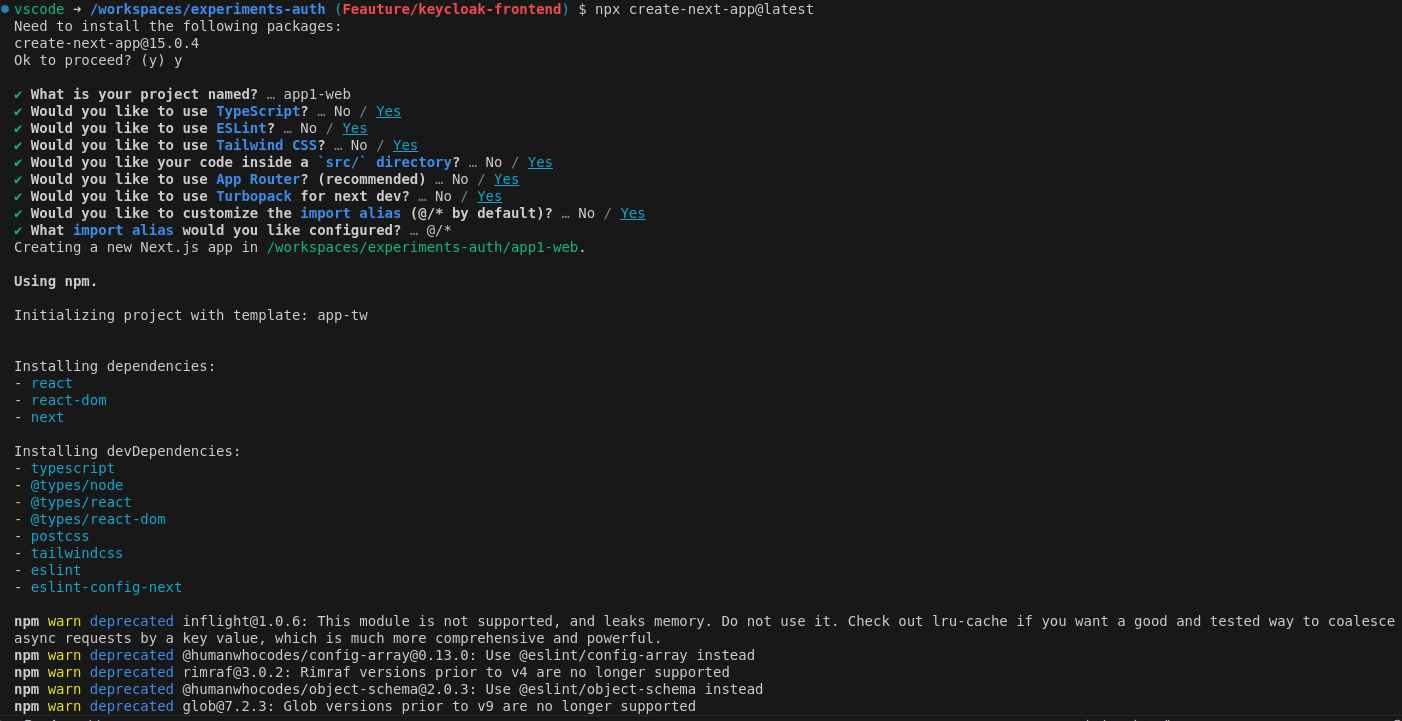 vscode → /workspaces/experiments-auth (Feauture/keycloak-frontend) $ npx create-next-app@latest
Need to install the following packages:
create-next-app@15.0.4
Ok to proceed? (y) y
✔ What is your project named? … app1-web
✔ Would you like to use TypeScript? … No / Yes
✔ Would you like to use ESLint? … No / Yes
✔ Would you like to use Tailwind CSS? … No / Yes
✔ Would you like your code inside a `src/` directory? … No / Yes
✔ Would you like to use App Router? (recommended) … No / Yes
✔ Would you like to use Turbopack for next dev? … No / Yes
✔ Would you like to customize the import alias (@/* by default)? … No / Yes
✔ What import alias would you like configured? … @/*
Creating a new Next.js app in /workspaces/experiments-auth/app1-web.
Using npm.
Initializing project with template: app-tw
Installing dependencies:
- react
- react-dom
- next
Installing devDependencies:
- typescript
- @types/node
- @types/react
- @types/react-dom
- postcss
- tailwindcss
- eslint
- eslint-config-next
npm warn deprecated inflight@1.0.6: This module is not supported, and leaks memory. Do not use it. Check out lru-cache if you want a good and tested way to coalesce
async requests by a key value, which is much more comprehensive and powerful.
npm warn deprecated @humanwhocodes/config-array@0.13.0: Use @eslint/config-array instead
npm warn deprecated rimraf@3.0.2: Rimraf versions prior to v4 are no longer supported
npm warn deprecated @humanwhocodes/object-schema@2.0.3: Use @eslint/object-schema instead
npm warn deprecated glob@7.2.3: Glob versions prior to v9 are no longer supported